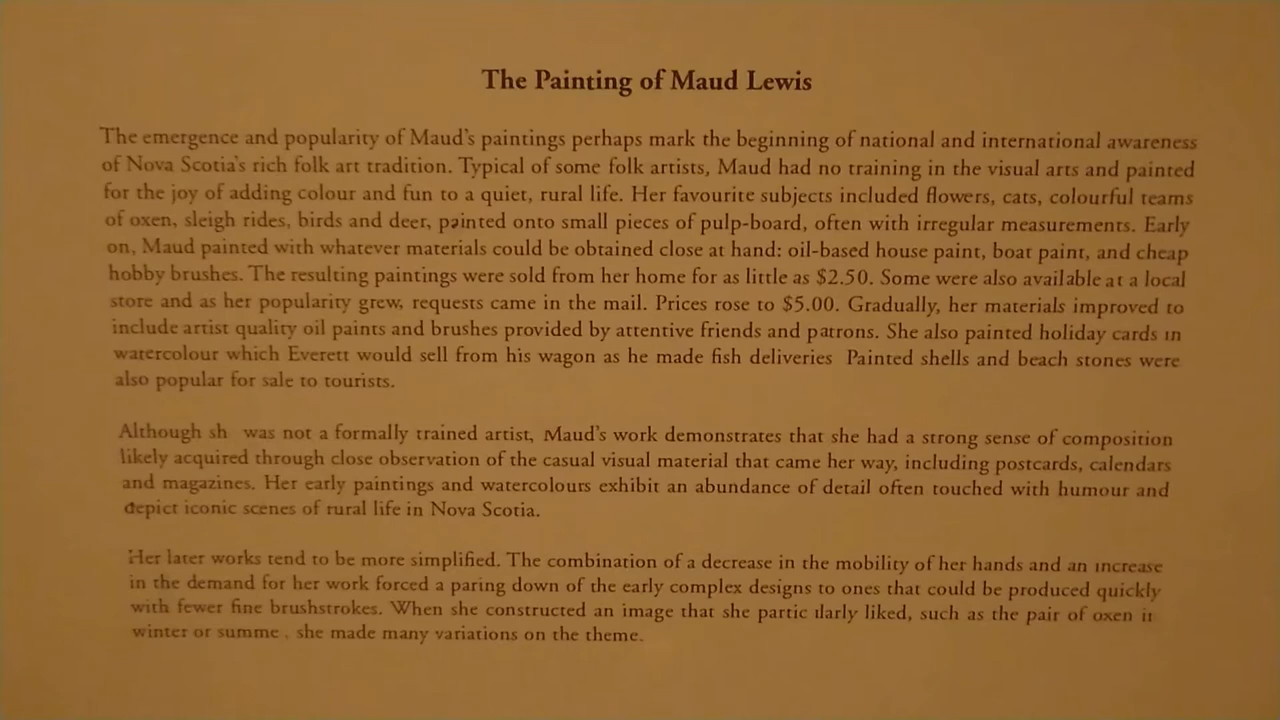 The Painting of Maud Lewis
The emergence and popularity of Maud's paintings perhaps mark the beginning of national and international awareness
of Nova Scotia's rich folk art tradition. Typical of some folk artists, Maud had no training in the visual arts and painted
for the joy of adding colour and fun to a quiet, rural life. Her favourite subjects included flowers, cats, colourful teams
of oxen, sleigh rides, birds and deer, painted onto small pieces of pulp-board, often with irregular measurements. Early
on, Maud painted with whatever materials could be obtained close at hand: oil-based house paint, boat paint, and cheap
hobby brushes. The resulting paintings were sold from her home for as little as $2.50. Some were also available at a local
store and as her popularity grew, requests came in the mail. Prices rose to $5.00. Gradually, her materials improved to
include artist quality oil paints and brushes provided by attentive friends and patrons. She also painted holiday cards in
watercolour which Everett would sell from his wagon as he made fish deliveries Painted shells and beach stones were
also popular for sale to tourists.
Although sh was not a formally trained artist, Maud's work demonstrates that she had a strong sense of composition
likely acquired through close observation of the casual visual material that came her way, including postcards, calendars
and magazines. Her early paintings and watercolours exhibit an abundance of detail often touched with humour and
depict iconic scenes of rural life in Nova Scotia.
Her later works tend to be more simplified. The combination of a decrease in the mobility of her hands and an increase
in the demand for her work forced a paring down of the early complex designs to ones that could be produced quickly
with fewer fine brushstrokes. When she constructed an image that she partic ularly liked, such as the pair of oxen in
winter or summe , she made many variations on the theme.